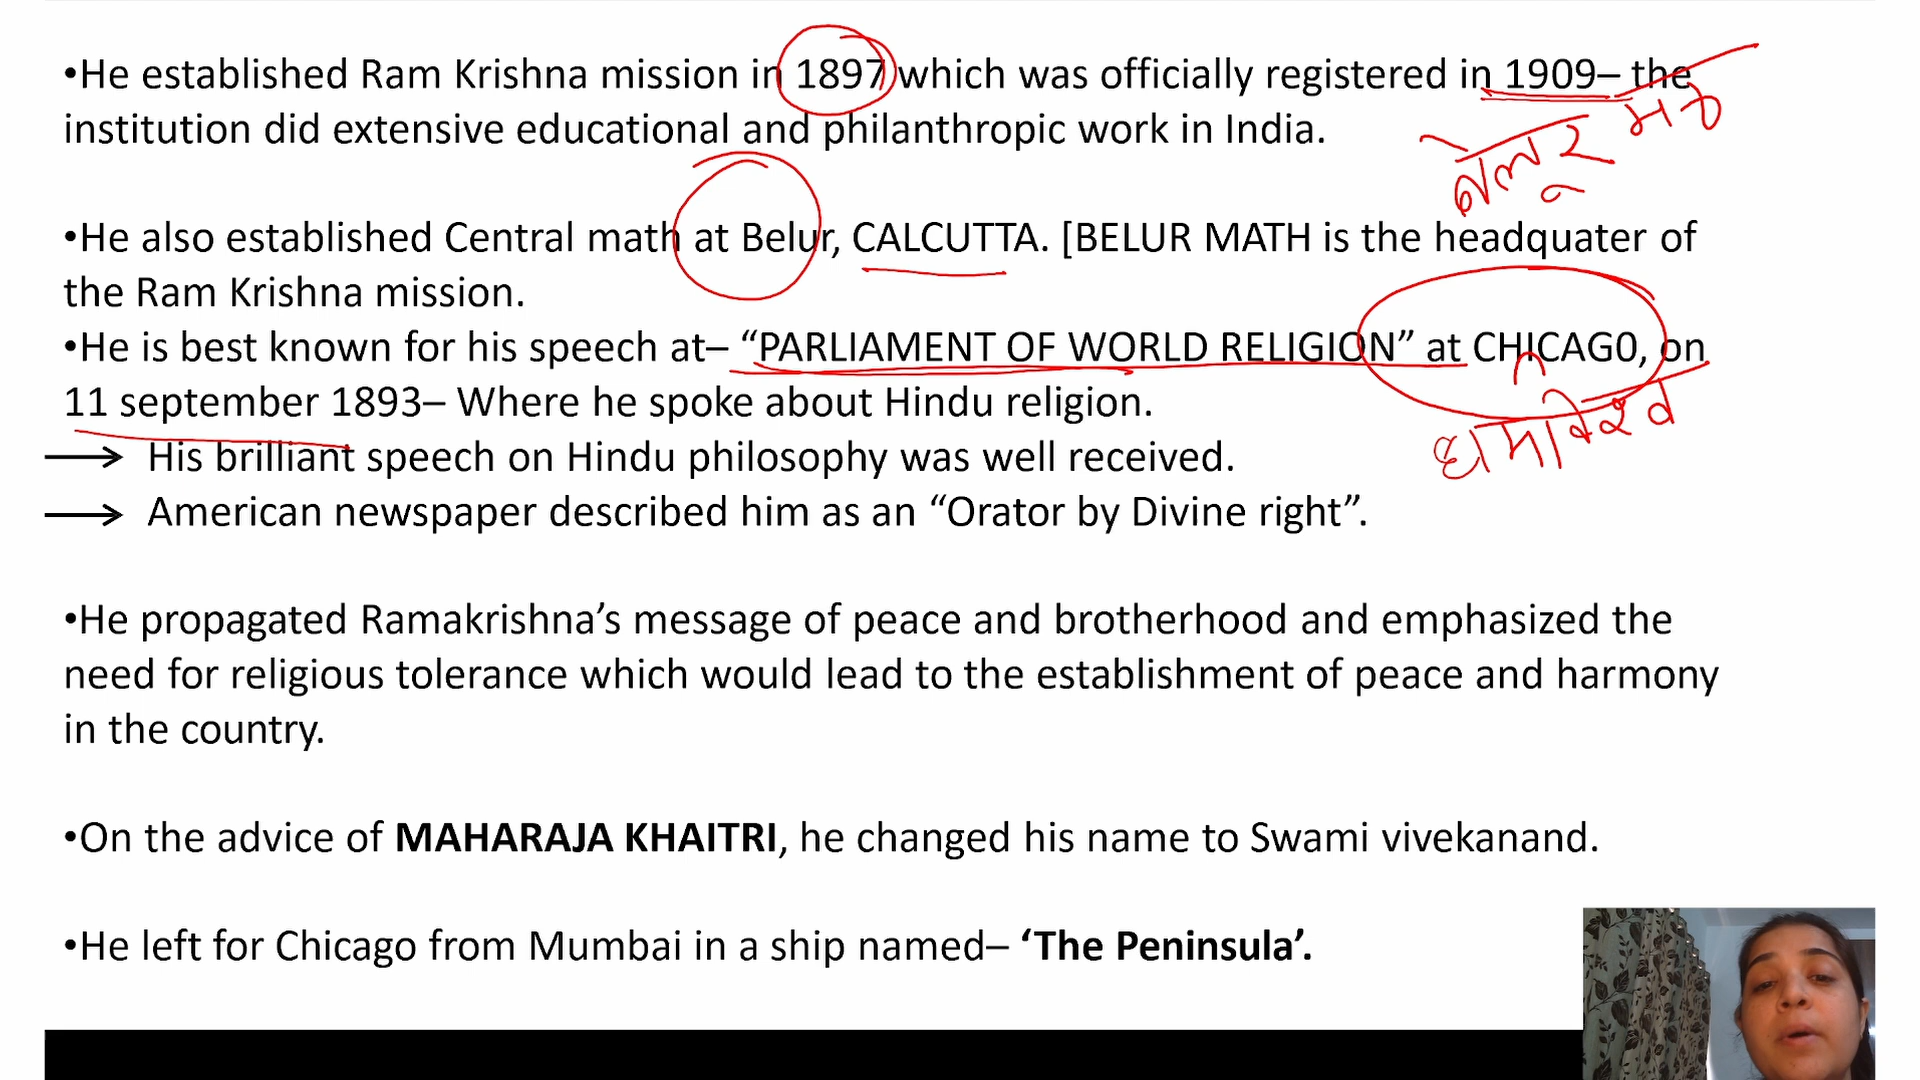 •He established Ram Krishna mission in 1897 which was officially registered in 1909– the
institution did extensive educational and philanthropic work in India.
बेलूर मठ
•He also established Central math at Belur, CALCUTTA. [BELUR MATH is the headquater of
the Ram Krishna mission.
•He is best known for his speech at– “PARLIAMENT OF WORLD RELIGION” at CHICAGO, on
11 september 1893– Where he spoke about Hindu religion.
→ His brilliant speech on Hindu philosophy was well received.
→ American newspaper described him as an “Orator by Divine right”.
•He propagated Ramakrishna’s message of peace and brotherhood and emphasized the
need for religious tolerance which would lead to the establishment of peace and harmony
in the country.
•On the advice of MAHARAJA KHAITRI, he changed his name to Swami vivekanand.
•He left for Chicago from Mumbai in a ship named– ‘The Peninsula’.